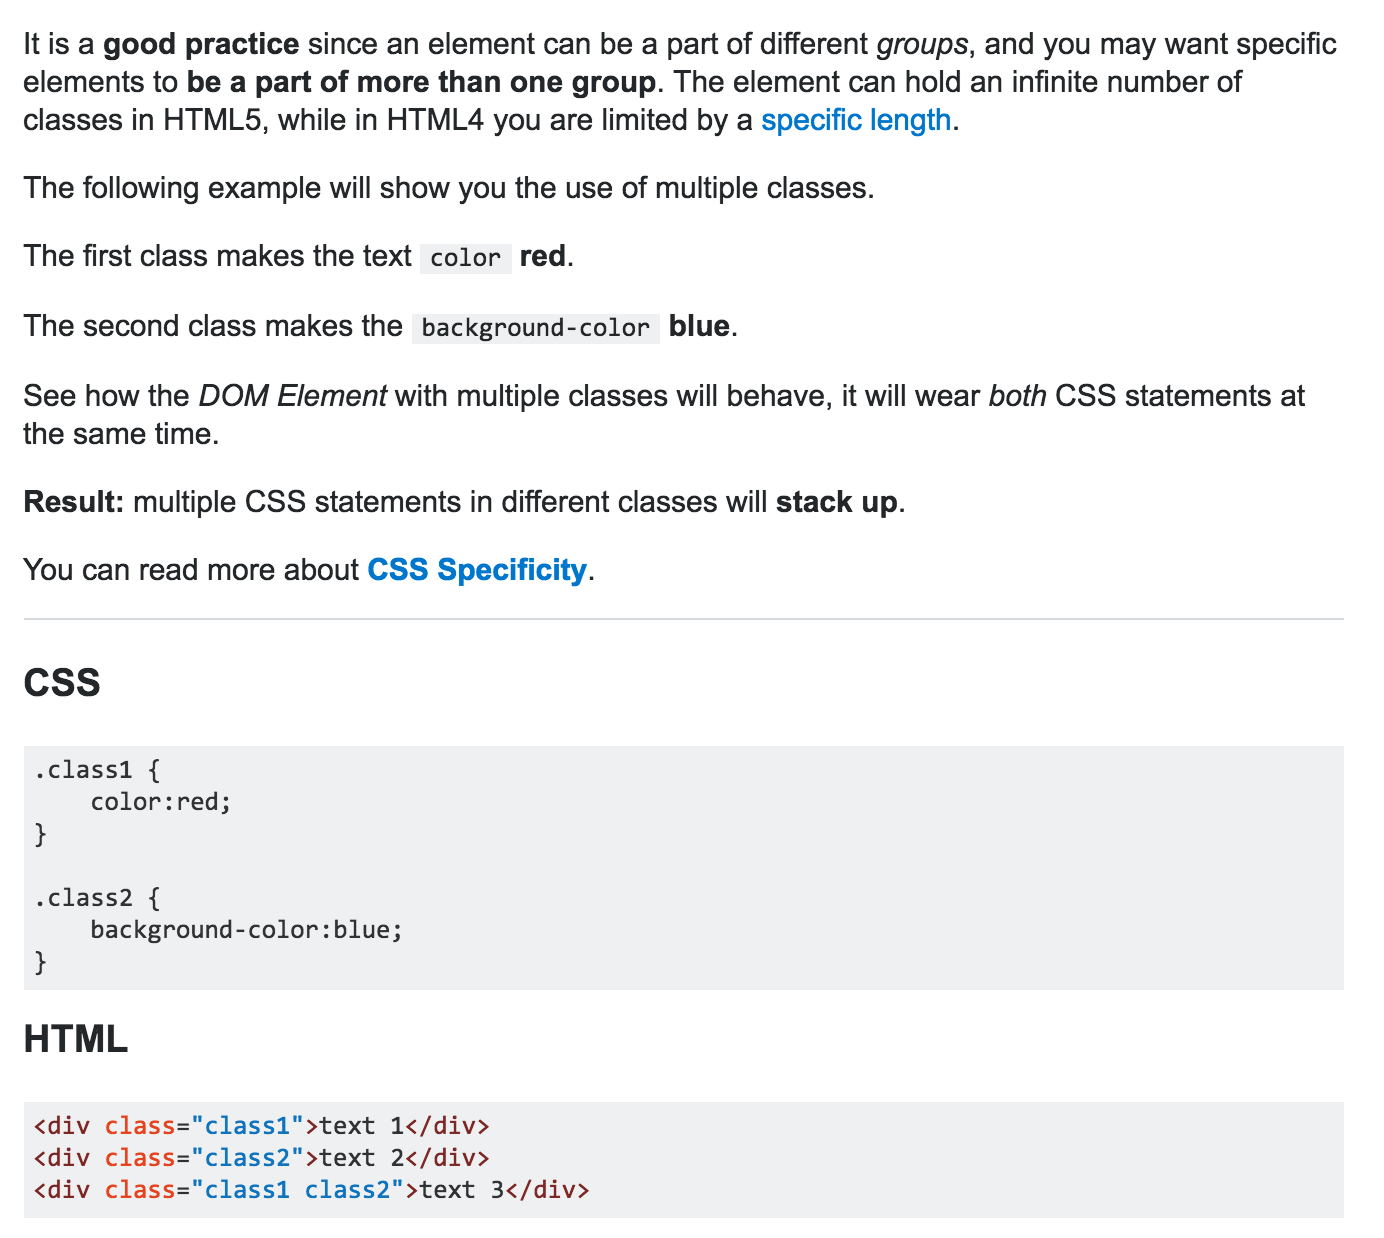 It is a good practice since an element can be a part of different groups, and you may want specific
elements to be a part of more than one group. The element can hold an infinite number of
classes in HTML5, while in HTML4 you are limited by a specific length.
The following example will show you the use of multiple classes.
The first class makes the text color red.
The second class makes the background-color blue.
See how the DOM Element with multiple classes will behave, it will wear both CSS statements at
the same time.
Result: multiple CSS statements in different classes will stack up.
You can read more about CSS Specificity.
CSS
.class1 {
    color:red;
}
.class2 {
    background-color:blue;
}
HTML
<div class="class1">text 1</div>
<div class="class2">text 2</div>
<div class="class1 class2">text 3</div>